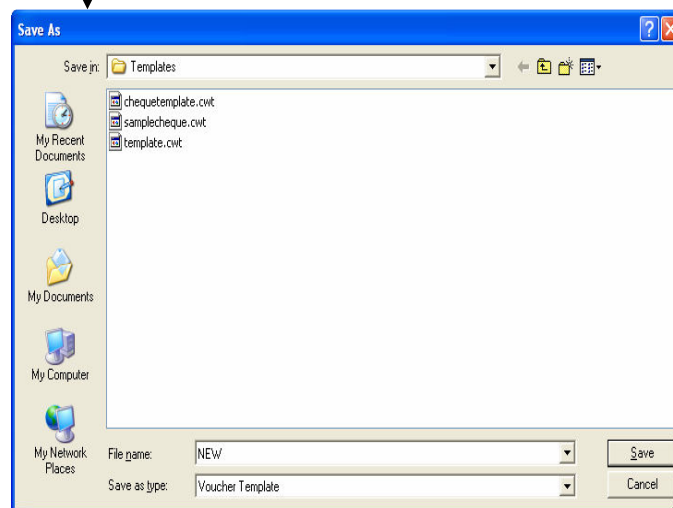 Save As
Save in: Templates
chequetemplate.cwt
samplecheque.cwt
template.cwt
My Recent
Documents
Desktop
My Documents
My Computer
My Network
Places
File name: NEW Save
Save as type: Voucher Template Cancel